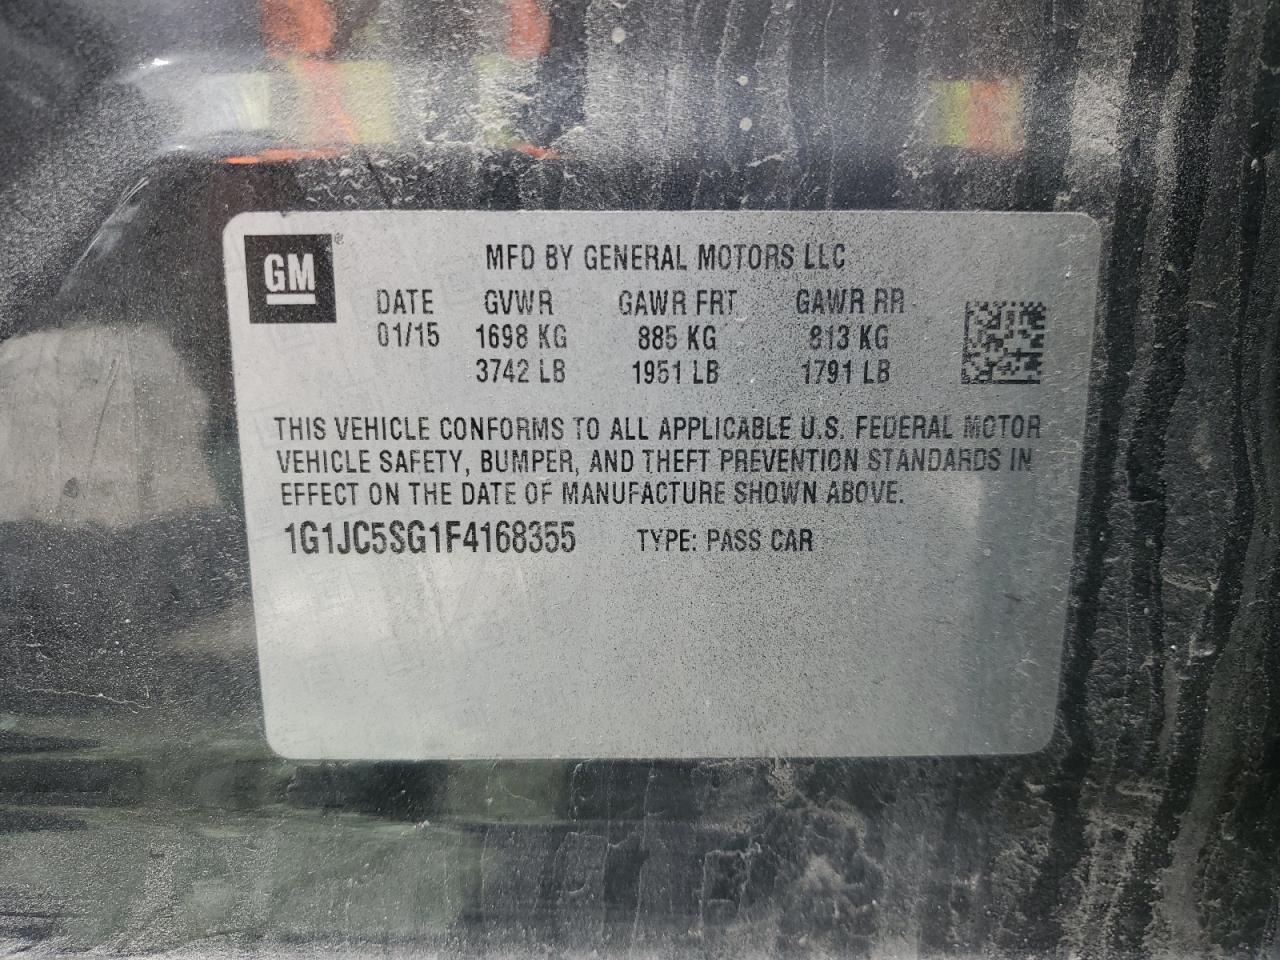 GM ®
MFD BY GENERAL MOTORS LLC
DATE GVWR GAWR FRT GAWR RR
01/15 1698 KG 885 KG 813 KG
3742 LB 1951 LB 1791 LB
THIS VEHICLE CONFORMS TO ALL APPLICABLE U.S. FEDERAL MOTOR
VEHICLE SAFETY, BUMPER, AND THEFT PREVENTION STANDARDS IN
EFFECT ON THE DATE OF MANUFACTURE SHOWN ABOVE.
1G1JC5SG1F4168355 TYPE: PASS CAR